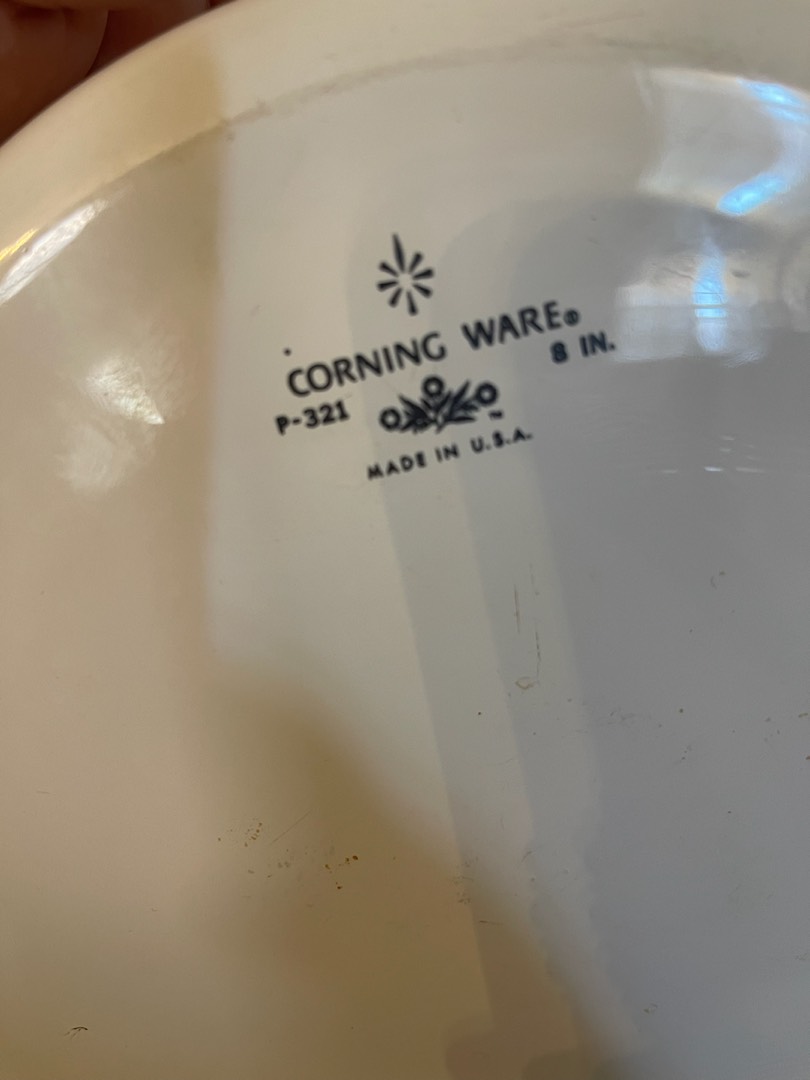 CORNING WARE®
P-321 8 IN.
MADE IN U.S.A.